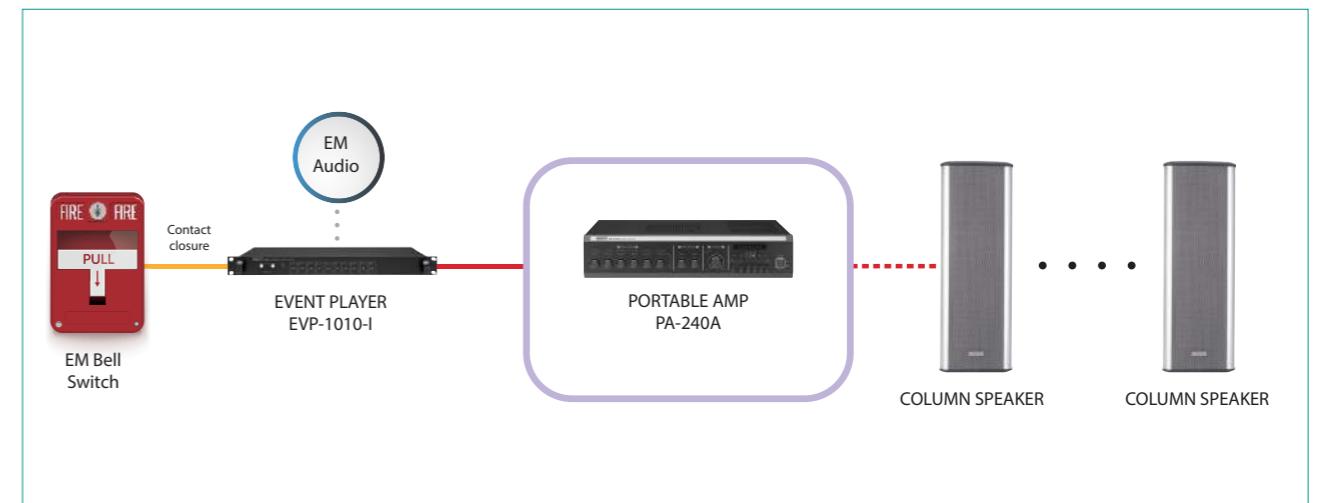 EM
Audio
FIRE FIRE
PULL
Contact
closure
EM Bell
Switch
EVENT PLAYER
EVP-1010-I
PORTABLE AMP
PA-240A
COLUMN SPEAKER
COLUMN SPEAKER